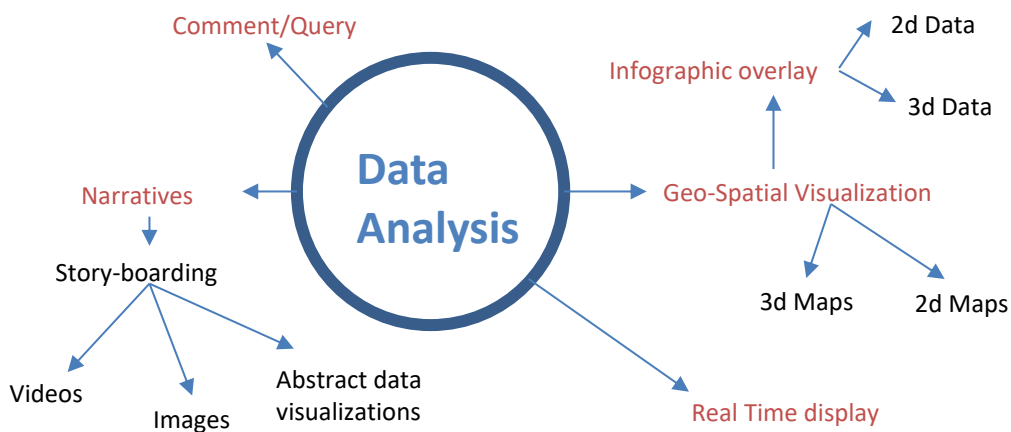 Comment/Query
2d Data
Infographic overlay
3d Data
Data
Analysis
Narratives
Geo-Spatial Visualization
Story-boarding
3d Maps
2d Maps
Videos
Images
Abstract data
visualizations
Real Time display